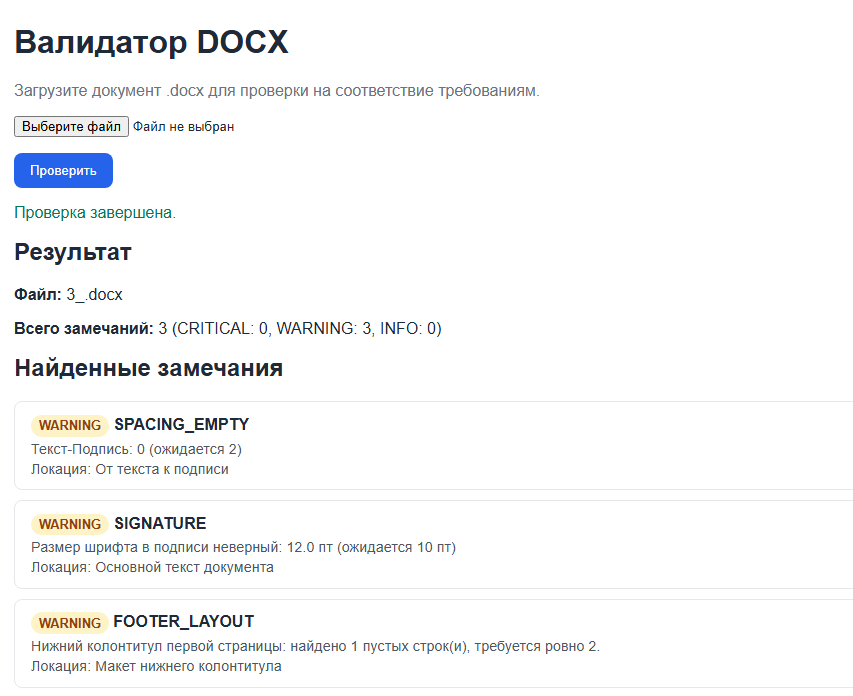 Валидатор DOCX
Загрузите документ .docx для проверки на соответствие требованиям.
Выберите файл Файл не выбран
Проверить
Проверка завершена.
Результат
Файл: 3_.docx
Всего замечаний: 3 (CRITICAL: 0, WARNING: 3, INFO: 0)
Найденные замечания
WARNING SPACING_EMPTY
Текст-Подпись: 0 (ожидается 2)
Локация: От текста к подписи
WARNING SIGNATURE
Размер шрифта в подписи неверный: 12.0 пт (ожидается 10 пт)
Локация: Основной текст документа
WARNING FOOTER_LAYOUT
Нижний колонтитул первой страницы: найдено 1 пустых строк(и), требуется ровно 2.
Локация: Макет нижнего колонтитула